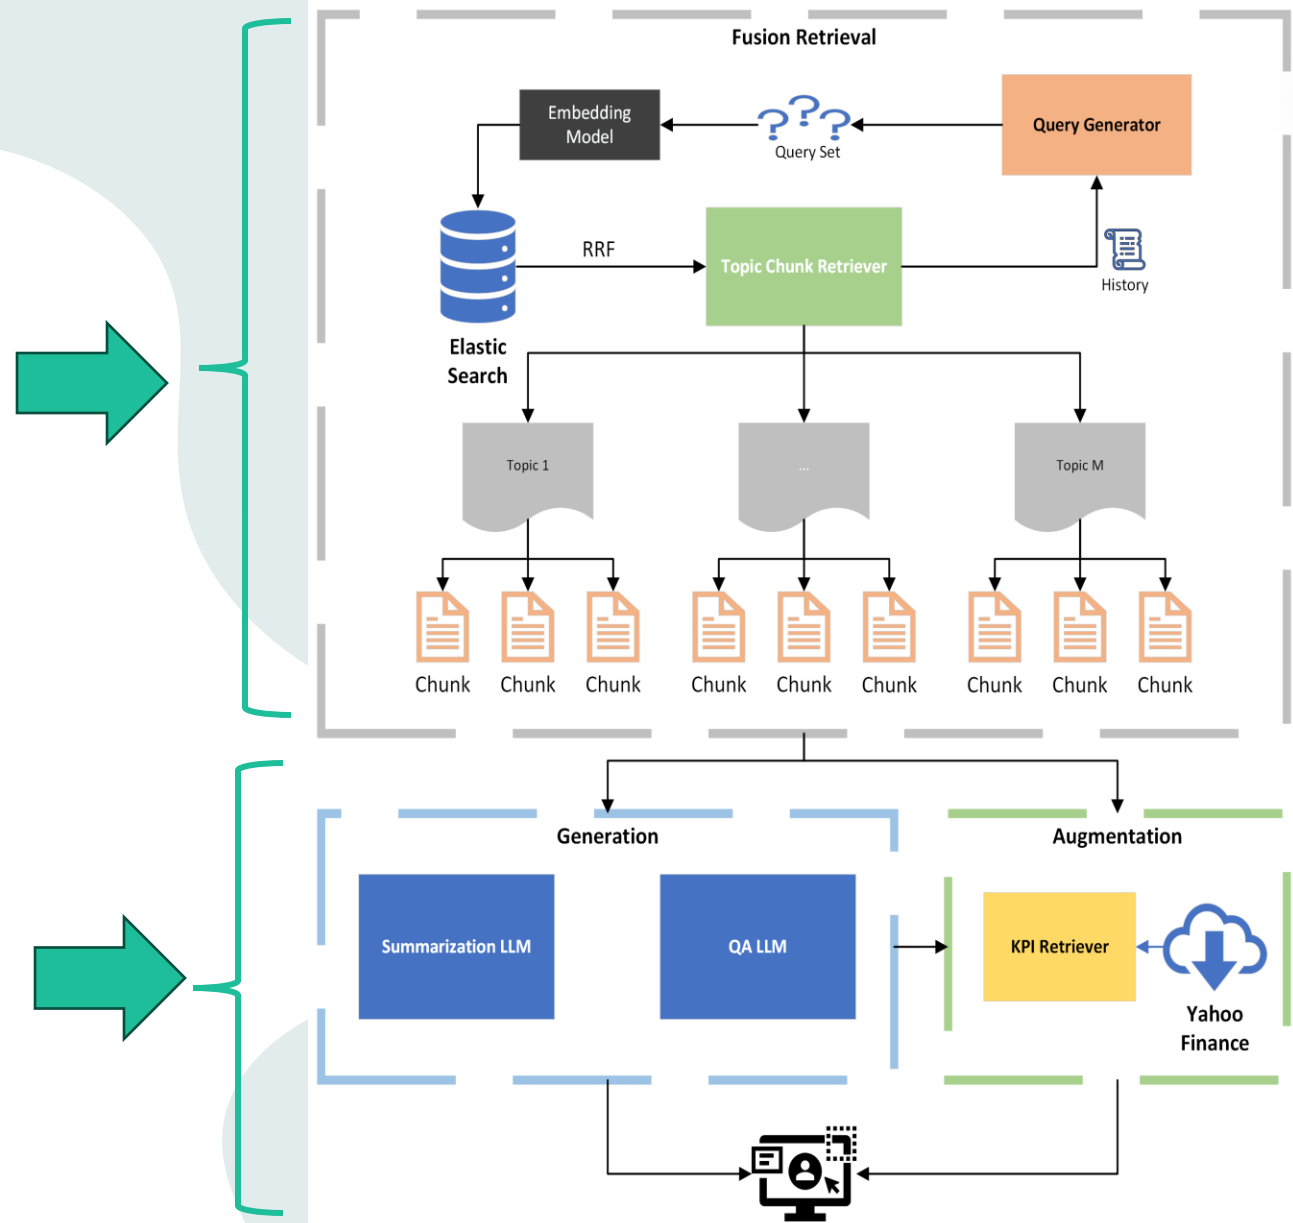 Fusion Retrieval
Embedding
Model
Query Set
Query Generator
RRF
Topic Chunk Retriever
History
Elastic
Search
Topic 1
...
Topic M
Chunk
Chunk
Chunk
Chunk
Chunk
Chunk
Chunk
Chunk
Chunk
Generation
Augmentation
Summarization LLM
QA LLM
KPI Retriever
Yahoo
Finance